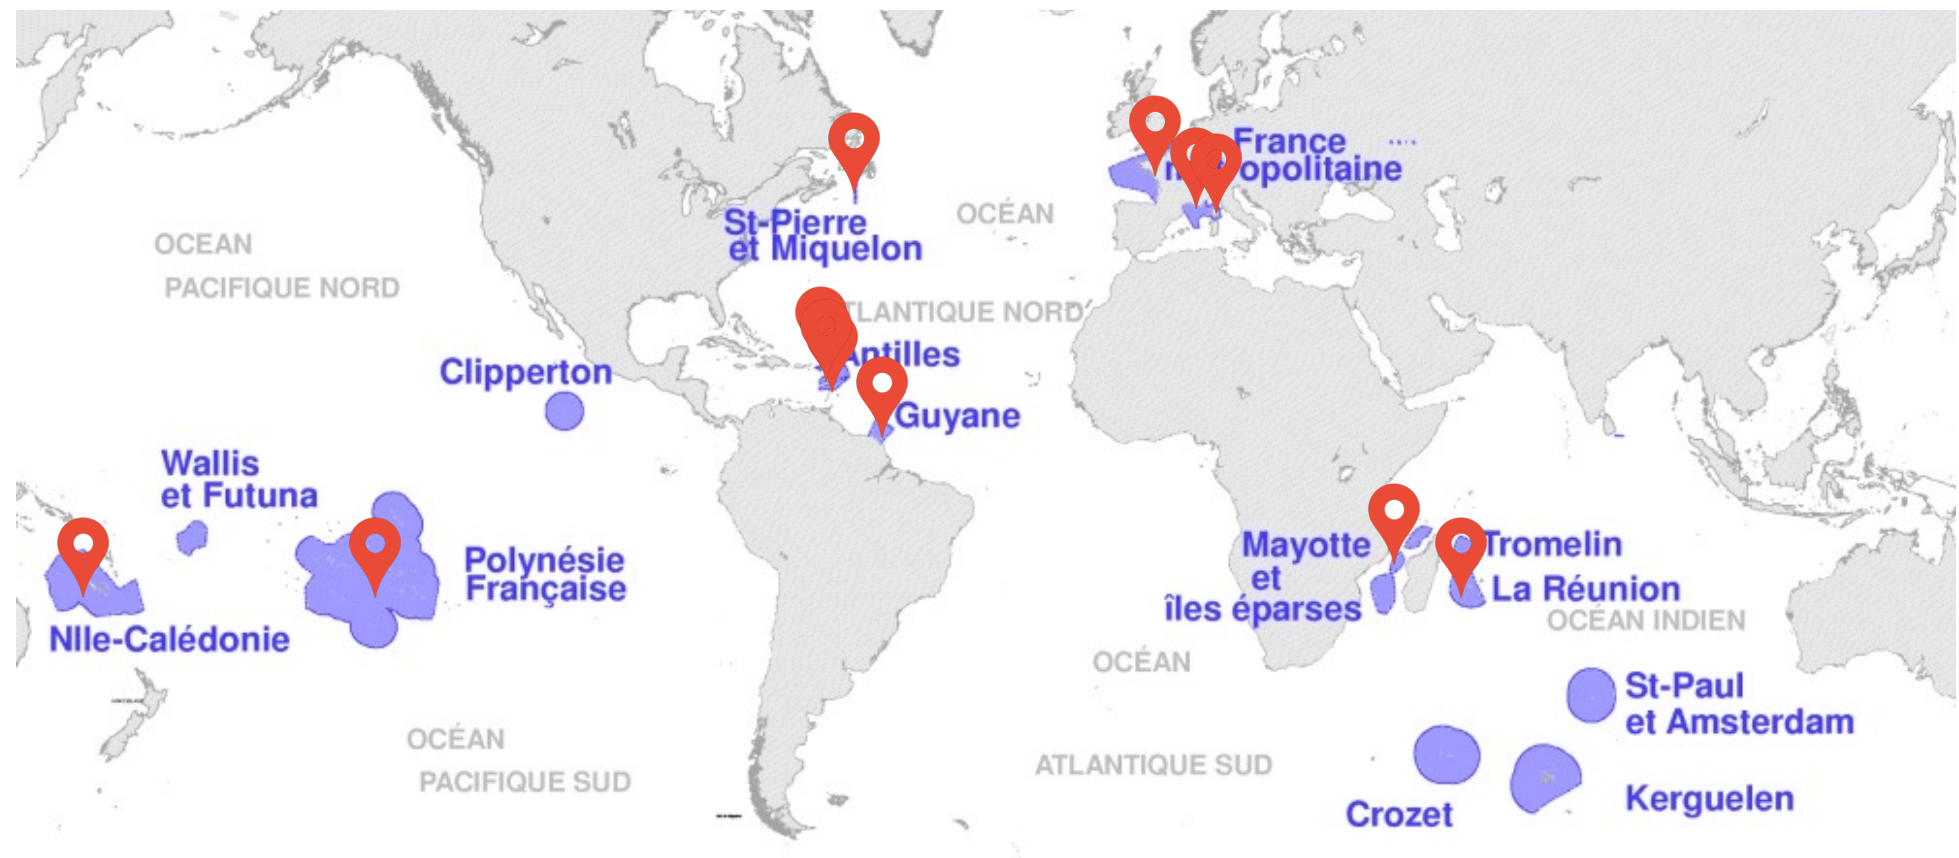 France
opolitaine
St-Pierre
et Miquelon
OCÉAN
OCEAN
PACIFIQUE NORD
TLANTIQUE NORD
Antilles
Clipperton
Guyane
Wallis
et Futuna
Polynésie
Française
Nlle-Calédonie
Mayotte
et
îles éparses
Tromelin
La Réunion
OCÉAN INDIEN
OCÉAN
ATLANTIQUE SUD
St-Paul
et Amsterdam
OCÉAN
PACIFIQUE SUD
Crozet
Kerguelen